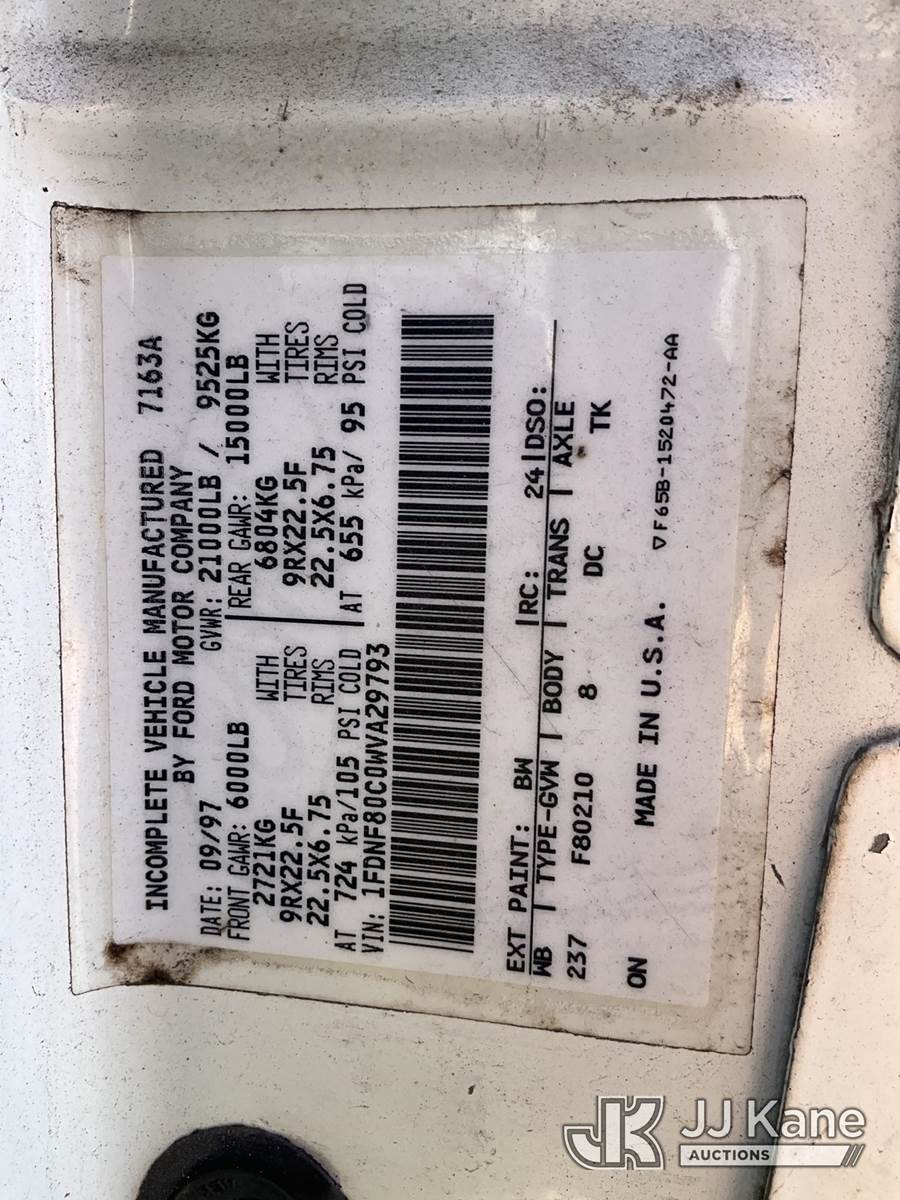 INCOMPLETE VEHICLE MANUFACTURED 7163A
BY FORD MOTOR COMPANY
DATE: 09/97 GVWR: 21000LB / 9525KG
FRONT GAWR: 6000LB REAR GAWR: 15000LB
2721KG WITH 6804KG WITH
9RX22.5F TIRES 9RX22.5F TIRES
22.5X6.75 RIMS 22.5X6.75 RIMS
AT 724 kPa/105 PSI COLD AT 655 kPa/ 95 PSI COLD
VIN: 1FDNF80C0WVA29793
EXT PAINT: BW RC: 24 DSO:
WB TYPE-GVW BODY TRANS AXLE
237 F80210 8 DC TK
ON MADE IN U.S.A. ▽F65B-1520472-AA
JK JJ Kane
AUCTIONS